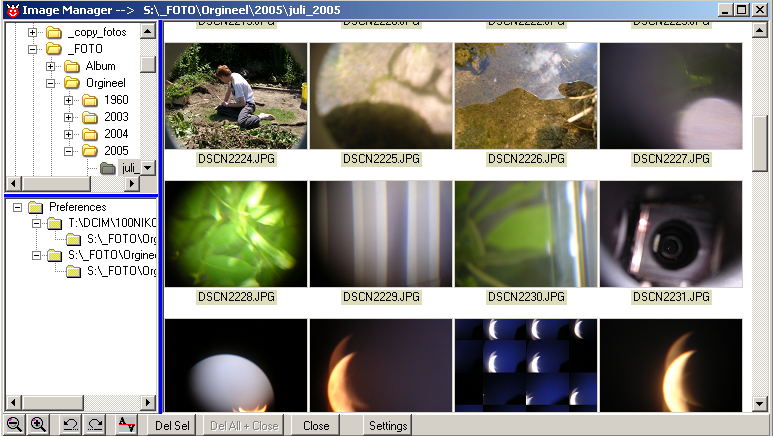 Image Manager --> S:\_FOTO\Orgineel\2005\juli_2005
_copy_fotos
_FOTO
Album
Orgineel
1960
2003
2004
2005
juli_
Preferences
T:\DCIM\100NIKO
S:\_FOTO\Org
S:\_FOTO\Orgine
S:\_FOTO\Org
DSCN2224.JPG DSCN2225.JPG DSCN2226.JPG DSCN2227.JPG
DSCN2228.JPG DSCN2229.JPG DSCN2230.JPG DSCN2231.JPG
Del Sel Del All + Close Close Settings